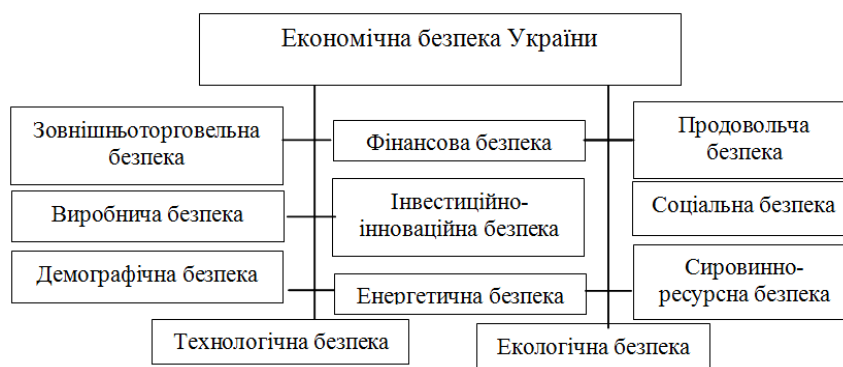 Економічна безпека України
Зовнішньоторговельна
безпека
Фінансова безпека
Продовольча
безпека
Виробнича безпека
Інвестиційно-
інноваційна безпека
Соціальна безпека
Демографічна безпека
Енергетична безпека
Сировинно-
ресурсна безпека
Технологічна безпека
Екологічна безпека